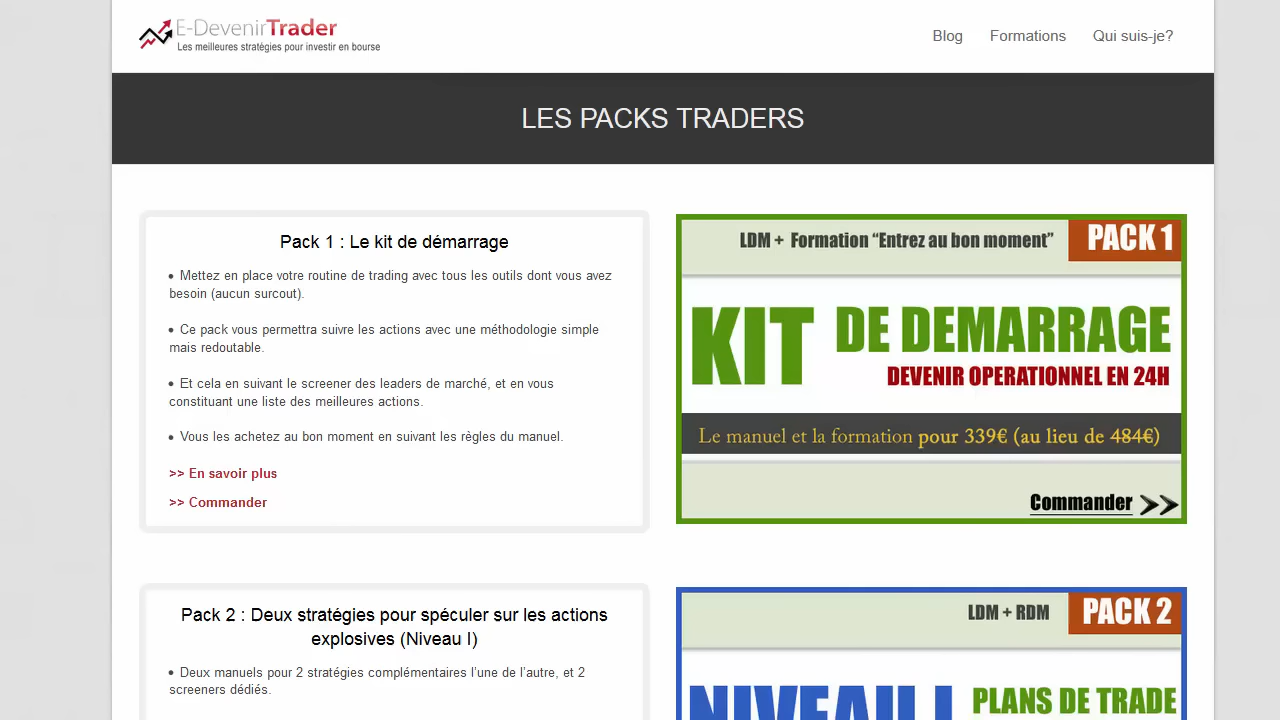 E-DevenirTrader
Les meilleures stratégies pour investir en bourse
Blog
Formations
Qui suis-je?
LES PACKS TRADERS
Pack 1 : Le kit de démarrage
• Mettez en place votre routine de trading avec tous les outils dont vous avez
besoin (aucun surcout).
• Ce pack vous permettra suivre les actions avec une méthodologie simple
mais redoutable.
• Et cela en suivant le screener des leaders de marché, et en vous
constituant une liste des meilleures actions.
• Vous les achetez au bon moment en suivant les règles du manuel.
>> En savoir plus
>> Commander
LDM + Formation “Entrez au bon moment”
PACK 1
KIT DE DEMARRAGE
DEVENIR OPERATIONNEL EN 24H
Le manuel et la formation pour 339€ (au lieu de 484€)
Commander >>
Pack 2 : Deux stratégies pour spéculer sur les actions
explosives (Niveau I)
• Deux manuels pour 2 stratégies complémentaires l’une de l’autre, et 2
screeners dédiés.
LDM + RDM
PACK 2
NIVEAU I
PLANS DE TRADE